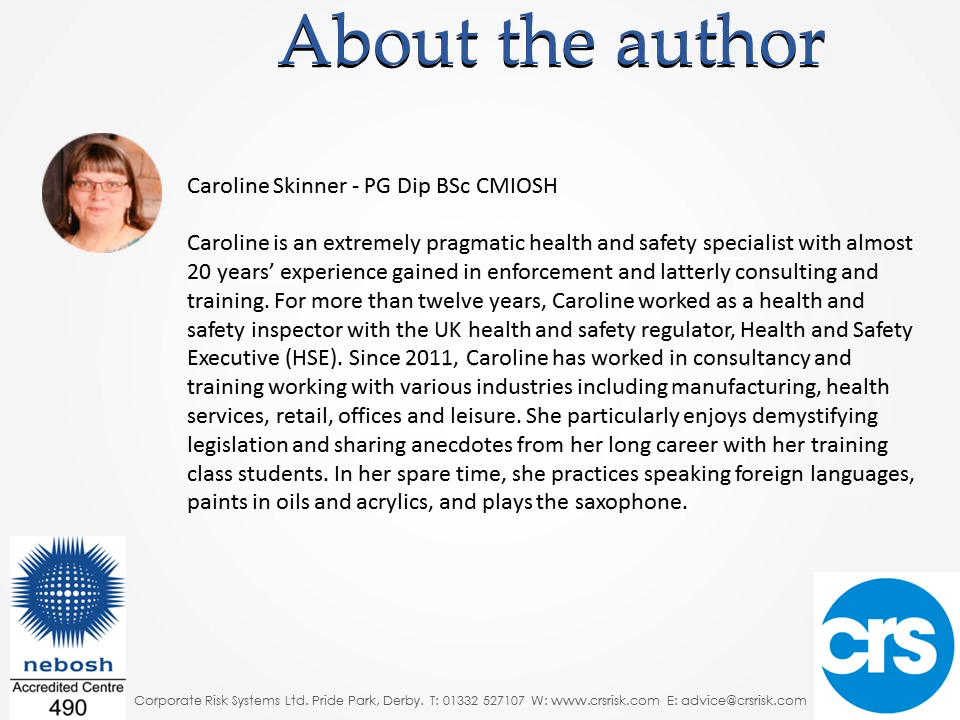 About the author
Caroline Skinner - PG Dip BSc CMIOSH
Caroline is an extremely pragmatic health and safety specialist with almost
20 years’ experience gained in enforcement and latterly consulting and
training. For more than twelve years, Caroline worked as a health and
safety inspector with the UK health and safety regulator, Health and Safety
Executive (HSE). Since 2011, Caroline has worked in consultancy and
training working with various industries including manufacturing, health
services, retail, offices and leisure. She particularly enjoys demystifying
legislation and sharing anecdotes from her long career with her training
class students. In her spare time, she practices speaking foreign languages,
paints in oils and acrylics, and plays the saxophone.
nebosh
Accredited Centre
490
Corporate Risk Systems Ltd. Pride Park, Derby. T: 01332 527107 W: www.crsrisk.com E: advice@crsrisk.com
crs